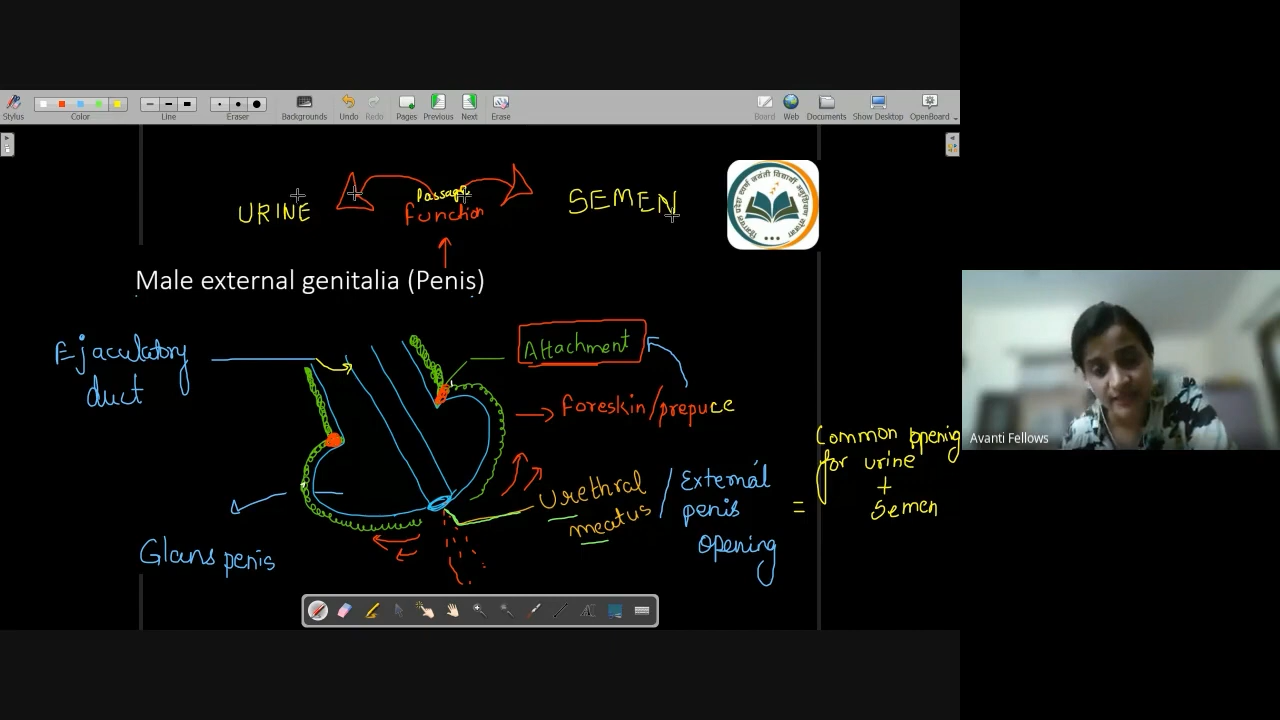 Stylus
Color
Line
Eraser
Backgrounds
Undo
Redo
Pages
Previous
Next
Erase
Board
Web
Documents
Show Desktop
OpenBoard
URINE
Passage
Function
SEMEN
Male external genitalia (Penis)
Ejaculatory
duct
Attachment
Foreskin/prepuce
Urethral
meatus
/
External
penis
opening
=
Common opening
for urine
+
Semen
Glans penis
Avanti Fellows